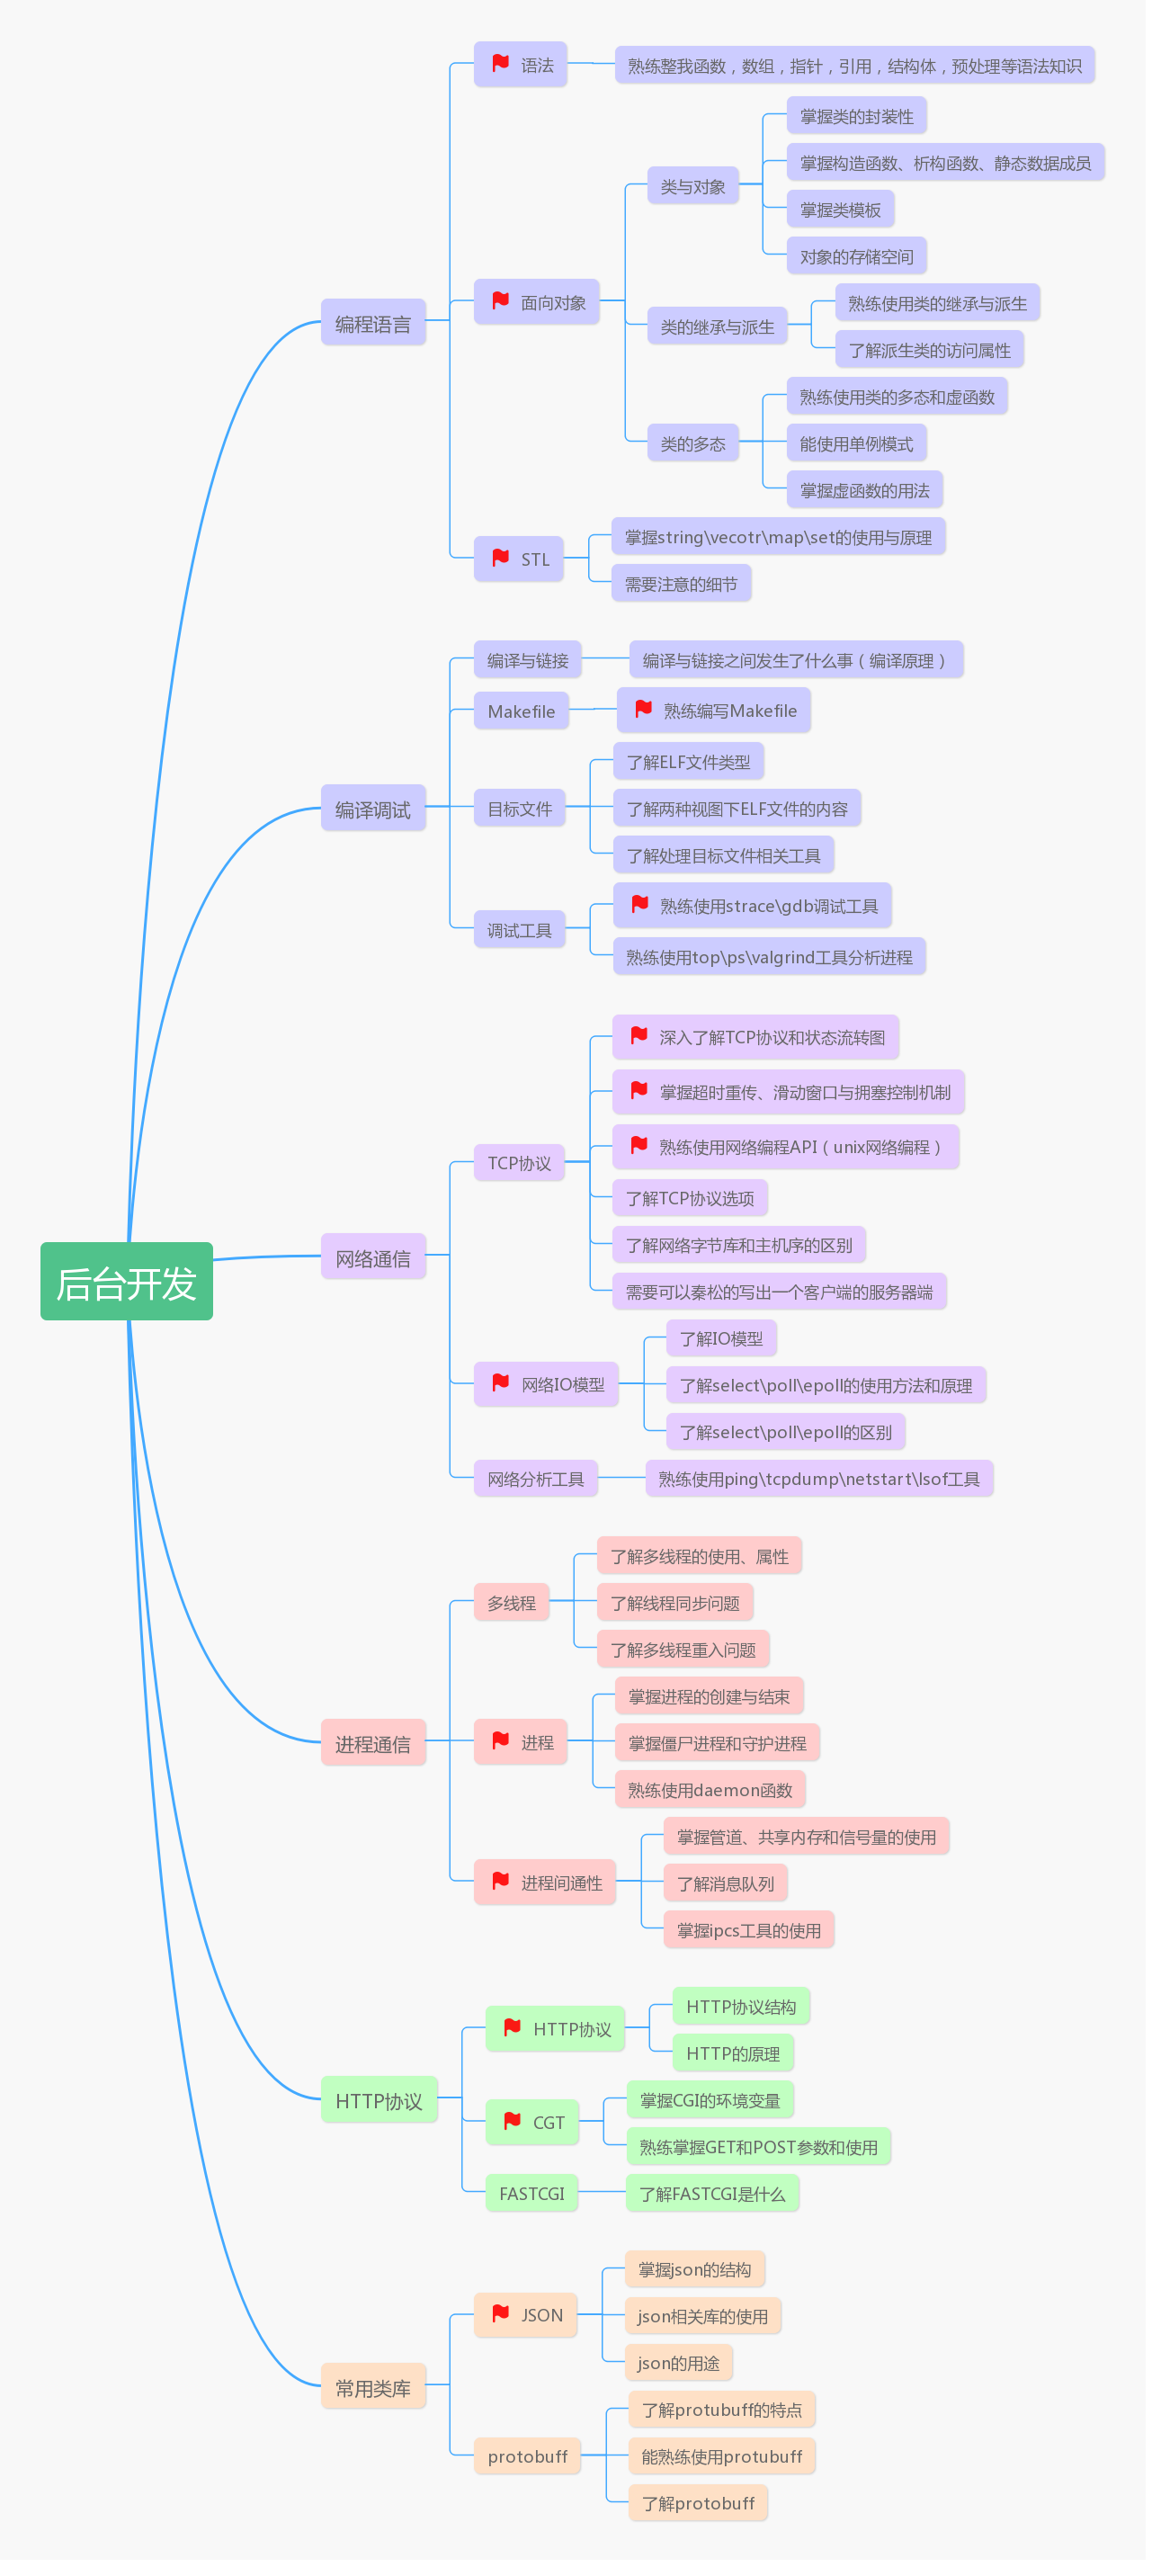 后台开发
编程语言
语法
熟练整我函数，数组，指针，引用，结构体，预处理等语法知识
面向对象
类与对象
掌握类的封装性
掌握构造函数、析构函数、静态数据成员
掌握类模板
对象的存储空间
类的继承与派生
熟练使用类的继承与派生
了解派生类的访问属性
类的多态
熟练使用类的多态和虚函数
能使用单例模式
掌握虚函数的用法
STL
掌握string\vecotr\map\set的使用与原理
需要注意的细节
编译调试
编译与链接
编译与链接之间发生了什么事（编译原理）
Makefile
熟练编写Makefile
目标文件
了解ELF文件类型
了解两种视图下ELF文件的内容
了解处理目标文件相关工具
调试工具
熟练使用strace\gdb调试工具
熟练使用top\ps\valgrind工具分析进程
网络通信
TCP协议
深入了解TCP协议和状态流转图
掌握超时重传、滑动窗口与拥塞控制机制
熟练使用网络编程API（unix网络编程）
了解TCP协议选项
了解网络字节库和主机序的区别
需要可以秦松的写出一个客户端的服务器端
网络IO模型
了解IO模型
了解select\poll\epoll的使用方法和原理
了解select\poll\epoll的区别
网络分析工具
熟练使用ping\tcpdump\netstart\lsof工具
进程通信
多线程
了解多线程的使用、属性
了解线程同步问题
了解多线程重入问题
进程
掌握进程的创建与结束
掌握僵尸进程和守护进程
熟练使用daemon函数
进程间通性
掌握管道、共享内存和信号量的使用
了解消息队列
掌握ipcs工具的使用
HTTP协议
HTTP协议
HTTP协议结构
HTTP的原理
CGT
掌握CGI的环境变量
熟练掌握GET和POST参数和使用
FASTCGI
了解FASTCGI是什么
常用类库
JSON
掌握json的结构
json相关库的使用
json的用途
protobuff
了解protubuff的特点
能熟练使用protubuff
了解protobuff